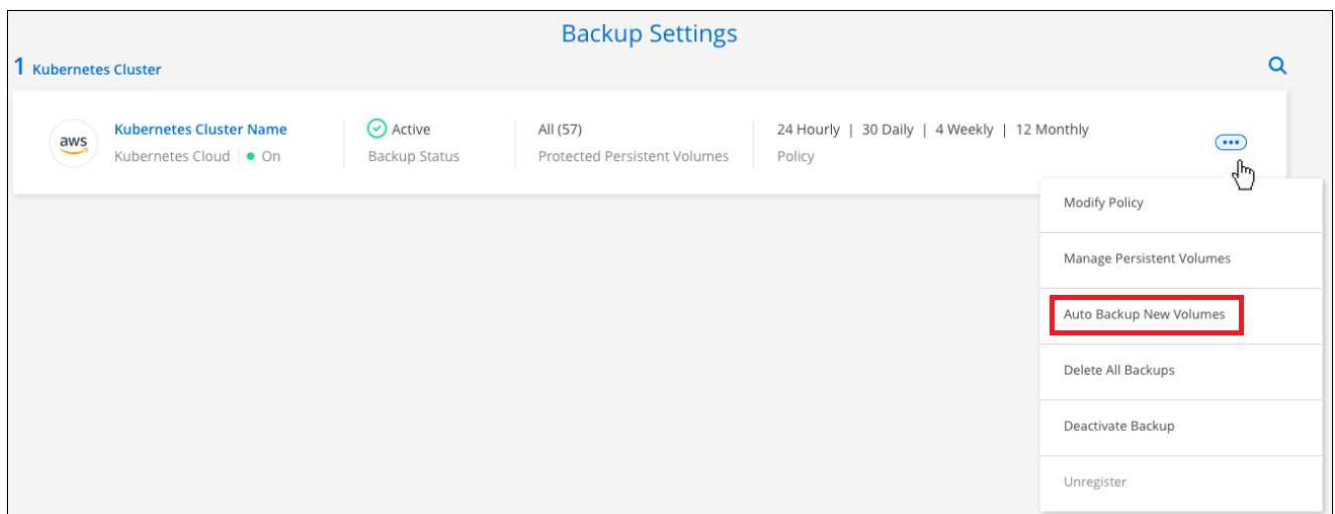 Backup Settings
1 Kubernetes Cluster
aws
Kubernetes Cluster Name
Kubernetes Cloud | On
Active
Backup Status
All (57)
Protected Persistent Volumes
24 Hourly | 30 Daily | 4 Weekly | 12 Monthly
Policy
Modify Policy
Manage Persistent Volumes
Auto Backup New Volumes
Delete All Backups
Deactivate Backup
Unregister